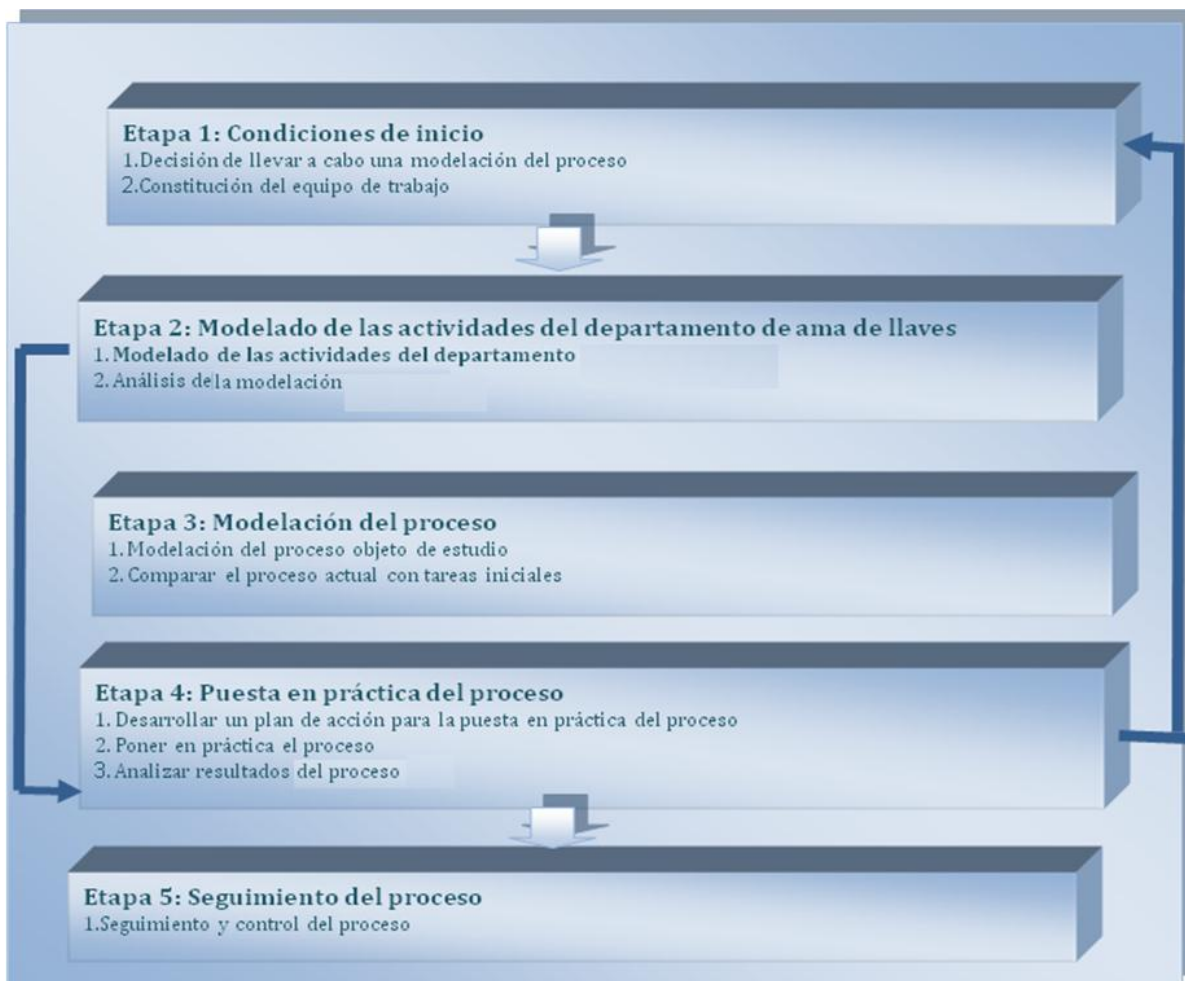 Etapa 1: Condiciones de inicio
1.Decisión de llevar a cabo una modelación del proceso
2.Constitución del equipo de trabajo
Etapa 2: Modelado de las actividades del departamento de ama de llaves
1. Modelado de las actividades del departamento
2. Análisis de la modelación
Etapa 3: Modelación del proceso
1. Modelación del proceso objeto de estudio
2. Comparar el proceso actual con tareas iniciales
Etapa 4: Puesta en práctica del proceso
1. Desarrollar un plan de acción para la puesta en práctica del proceso
2. Poner en práctica el proceso
3. Analizar resultados del proceso
Etapa 5: Seguimiento del proceso
1.Seguimiento y control del proceso